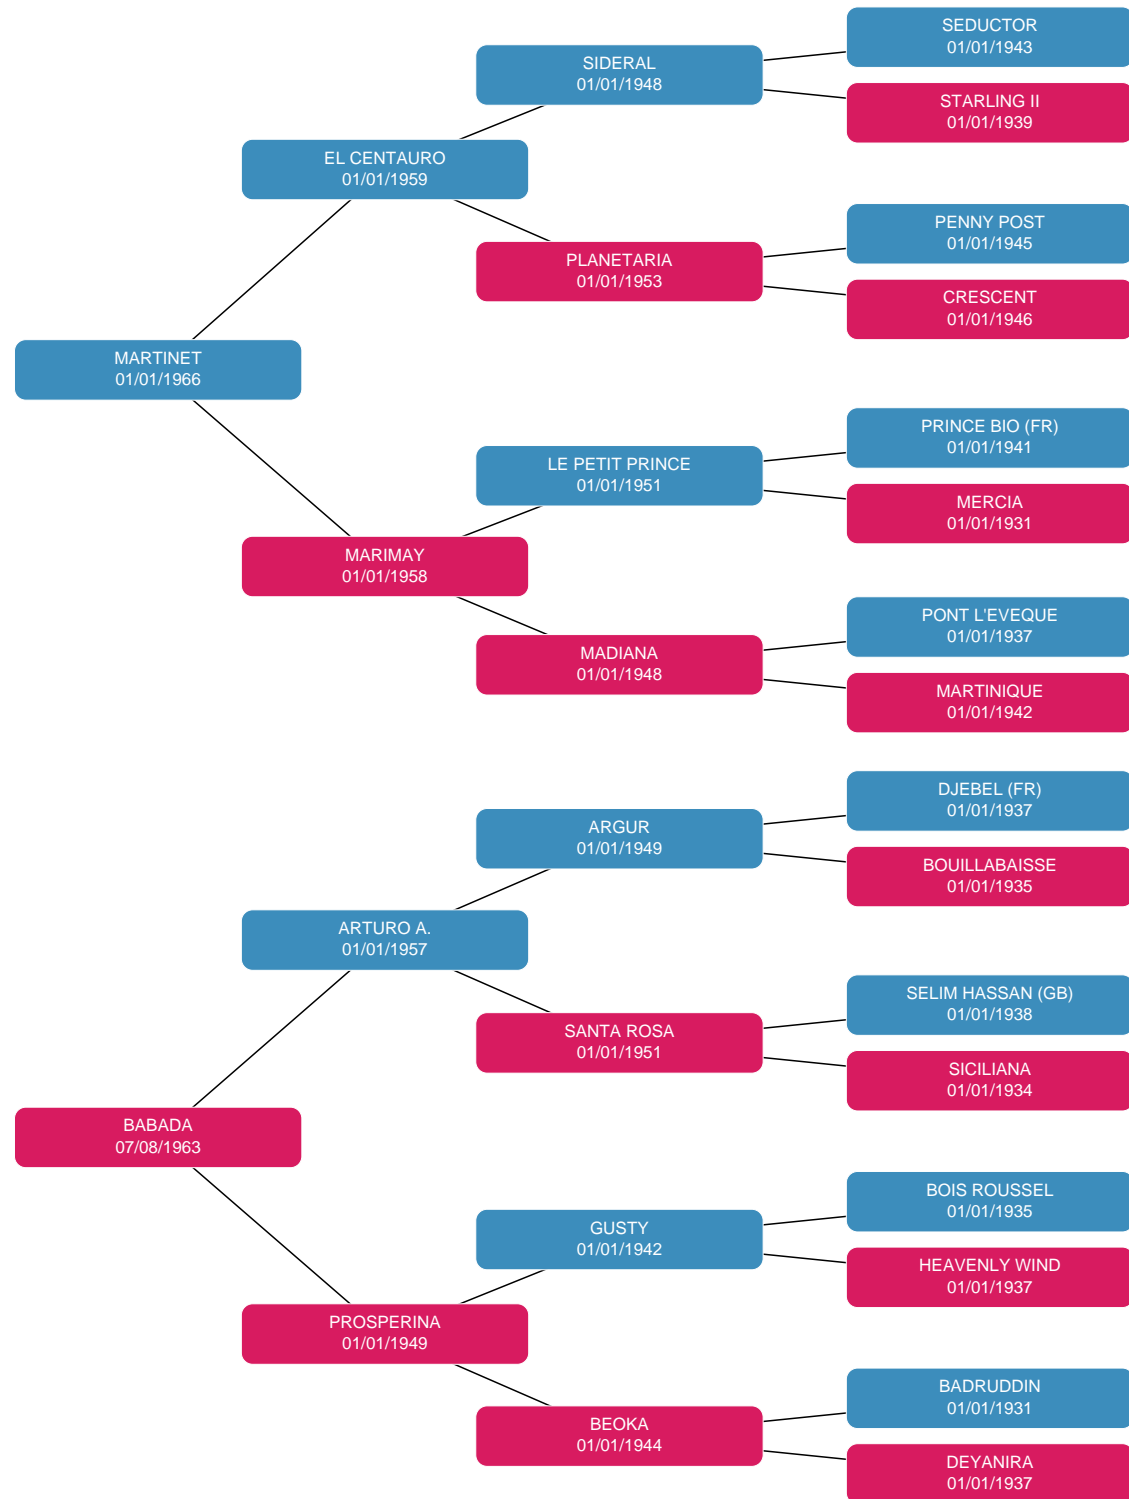 SEDUCTOR
01/01/1943
SIDERAL
01/01/1948
STARLING II
01/01/1939
EL CENTAURO
01/01/1959
PENNY POST
01/01/1945
PLANETARIA
01/01/1953
CRESCENT
01/01/1946
MARTINET
01/01/1966
PRINCE BIO (FR)
01/01/1941
LE PETIT PRINCE
01/01/1951
MERCIA
01/01/1931
MARIMAY
01/01/1958
PONT L'EVEQUE
01/01/1937
MADIANA
01/01/1948
MARTINIQUE
01/01/1942
DJEBEL (FR)
01/01/1937
ARGUR
01/01/1949
BOUILLABAISSE
01/01/1935
ARTURO A.
01/01/1957
SELIM HASSAN (GB)
01/01/1938
SANTA ROSA
01/01/1951
SICILIANA
01/01/1934
BABADA
07/08/1963
BOIS ROUSSEL
01/01/1935
GUSTY
01/01/1942
HEAVENLY WIND
01/01/1937
PROSPERINA
01/01/1949
BADRUDDIN
01/01/1931
BEOKA
01/01/1944
DEYANIRA
01/01/1937